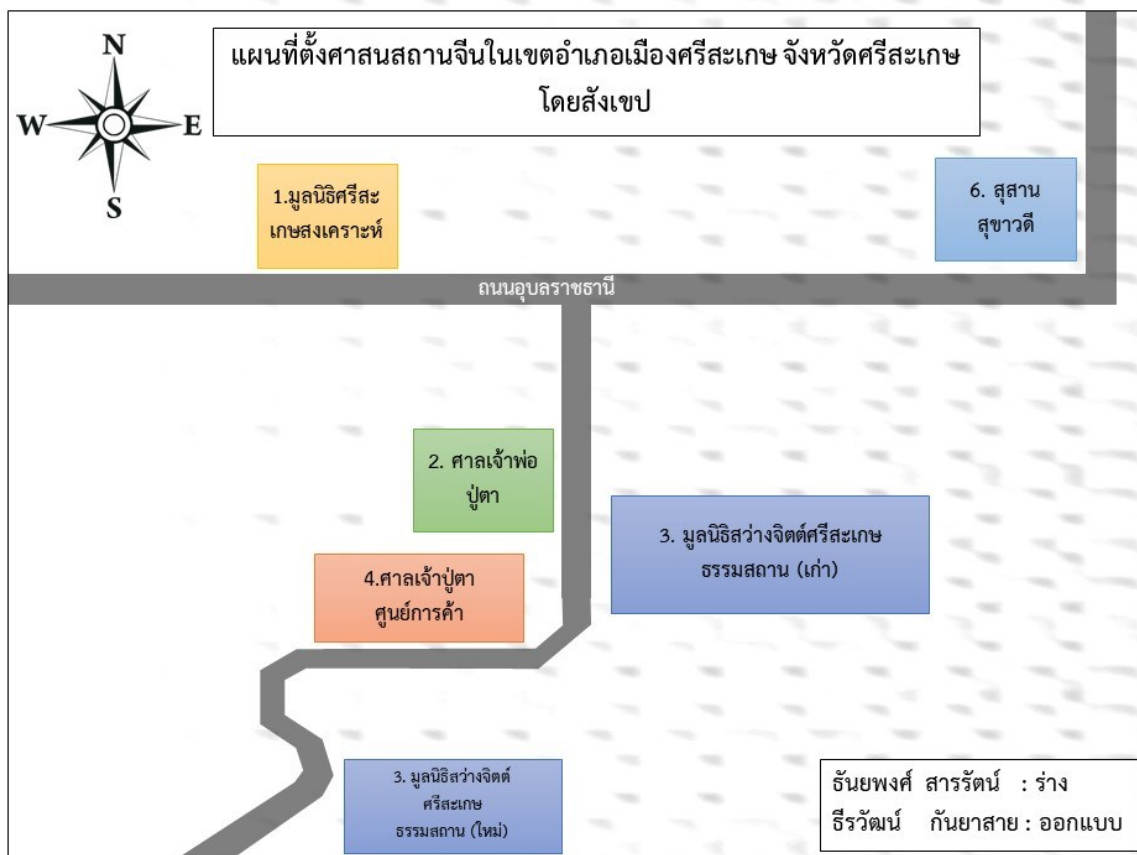 N
แผนที่ตั้งศาสนสถานจีนในเขตอำเภอเมืองศรีสะเกษ จังหวัดศรีสะเกษ
โดยสังเขป
W E
S
1.มูลนิธิศรีสะ
เกษสงเคราะห์
6. สุสาน
สุขาวดี
ถนนอุบลราชธานี
2. ศาลเจ้าพ่อ
ปู่ตา
3. มูลนิธิสว่างจิตต์ศรีสะเกษ
ธรรมสถาน (เก่า)
4.ศาลเจ้าปู่ตา
ศูนย์การค้า
3. มูลนิธิสว่างจิตต์
ศรีสะเกษ
ธรรมสถาน (ใหม่)
ธันยพงศ์ สารรัตน์ : ร่าง
ธีรวัฒน์ กันยาสาย : ออกแบบ